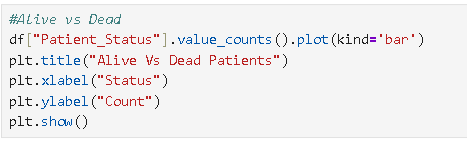 #Alive vs Dead
df["Patient_Status"].value_counts().plot(kind='bar')
plt.title("Alive Vs Dead Patients")
plt.xlabel("Status")
plt.ylabel("Count")
plt.show()